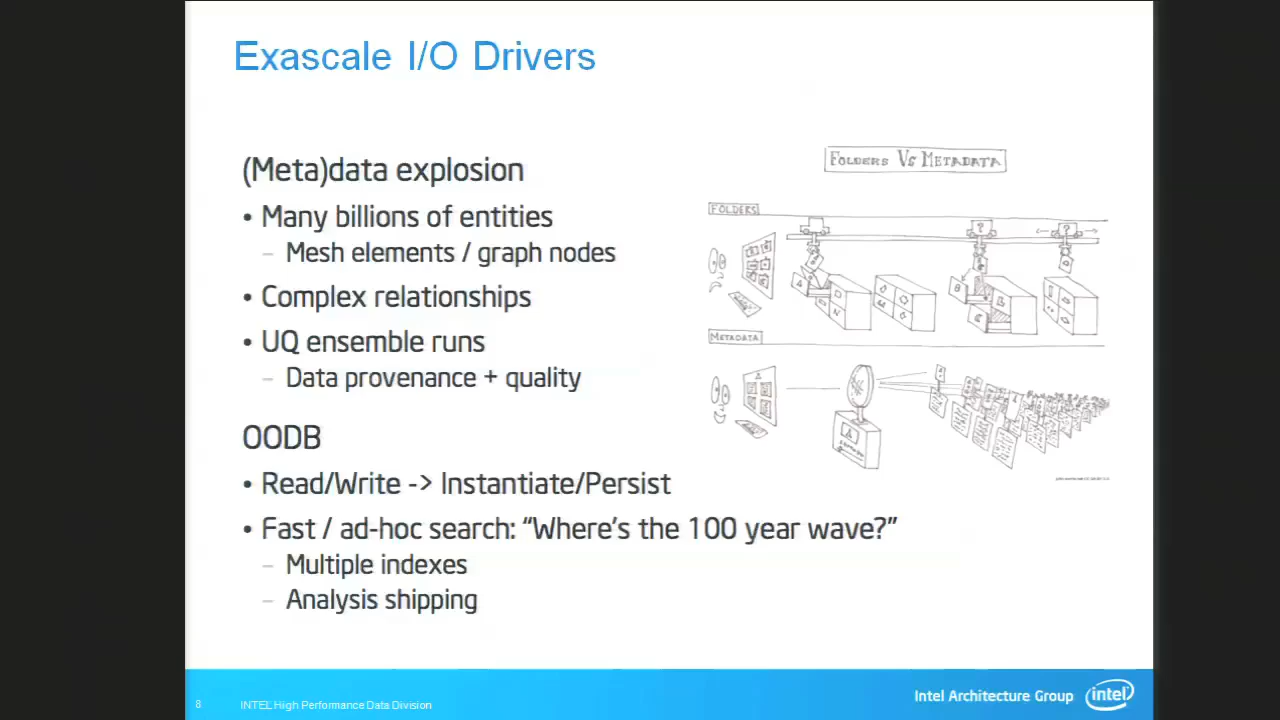 Exascale I/O Drivers
(Meta)data explosion
• Many billions of entities
– Mesh elements / graph nodes
• Complex relationships
• UQ ensemble runs
– Data provenance + quality
OODB
• Read/Write -> Instantiate/Persist
• Fast / ad-hoc search: “Where’s the 100 year wave?”
– Multiple indexes
– Analysis shipping
FOLDERS VS METADATA
FOLDERS
METADATA
8
INTEL High Performance Data Division
Intel Architecture Group
intel